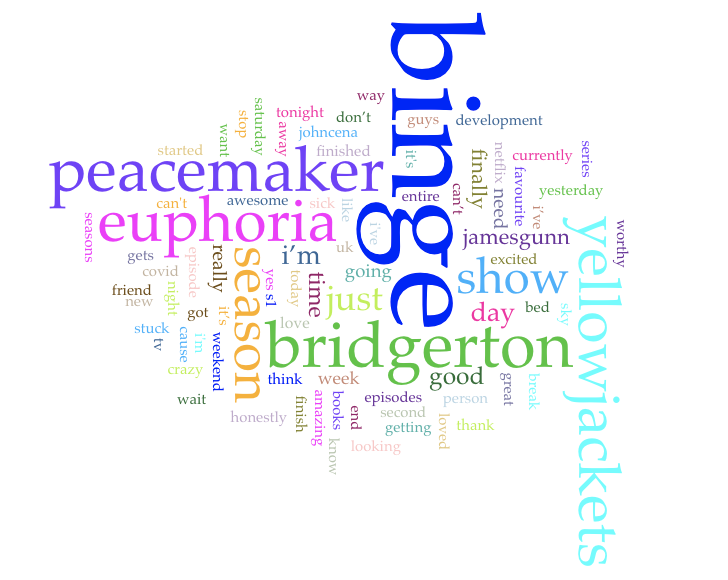 binge
way
saturday
tonight
stop
don't
guys
development
want
away
johncena
started
finished
it's
finally
netflix
currently
series
peacemaker
need
favourite
yesterday
can't
awesome
sick
like
entire
can't
i've
seasons
euphoria
i've
jamesgunn
yellowjackets
worthy
gets
episode
really
season
i'm
uk
going
excited
covid
show
friend
night
yes
s1
today
time
just
day
bed
sky
new
got
it's
love
stuck
cause
i'm
weekend
bridgerton
tv
crazy
think
week
good
great
break
wait
episodes
person
honestly
finish
amazing
books
end
second
getting
loved
thank
know
looking